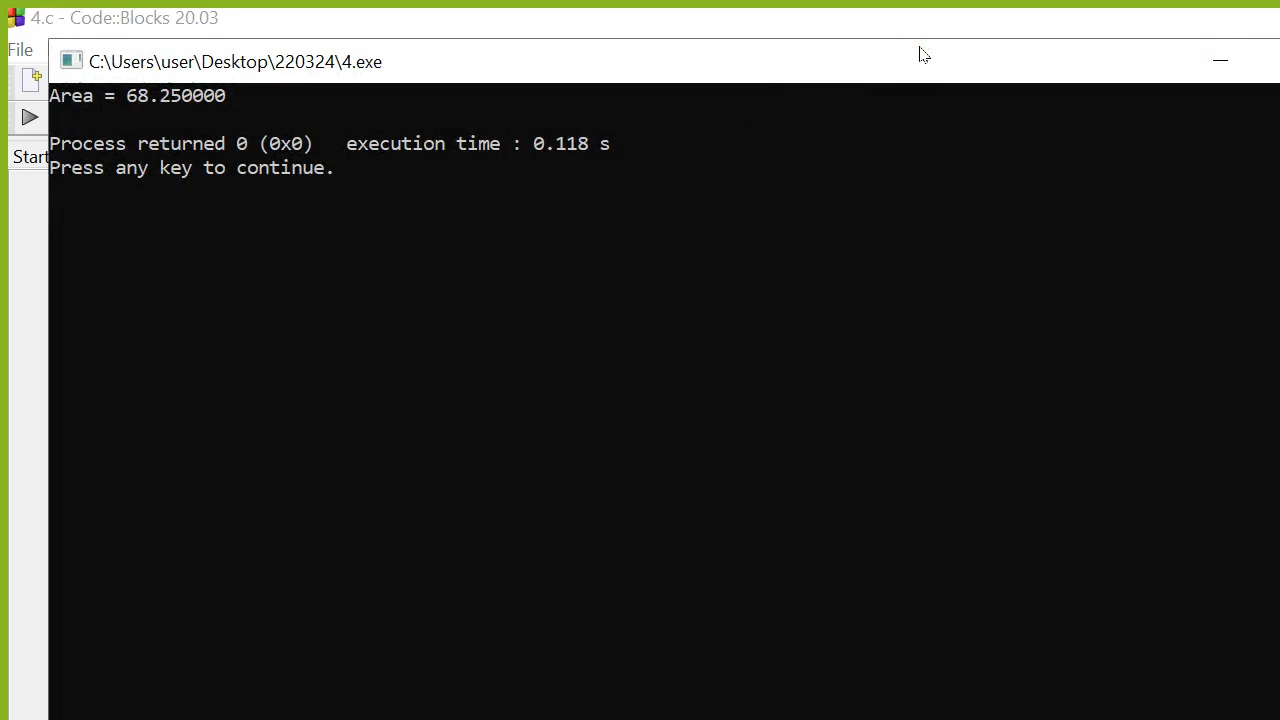 4.c - Code::Blocks 20.03
File
C:\Users\user\Desktop\220324\4.exe
Area = 68.250000
Process returned 0 (0x0)   execution time : 0.118 s
Start
Press any key to continue.